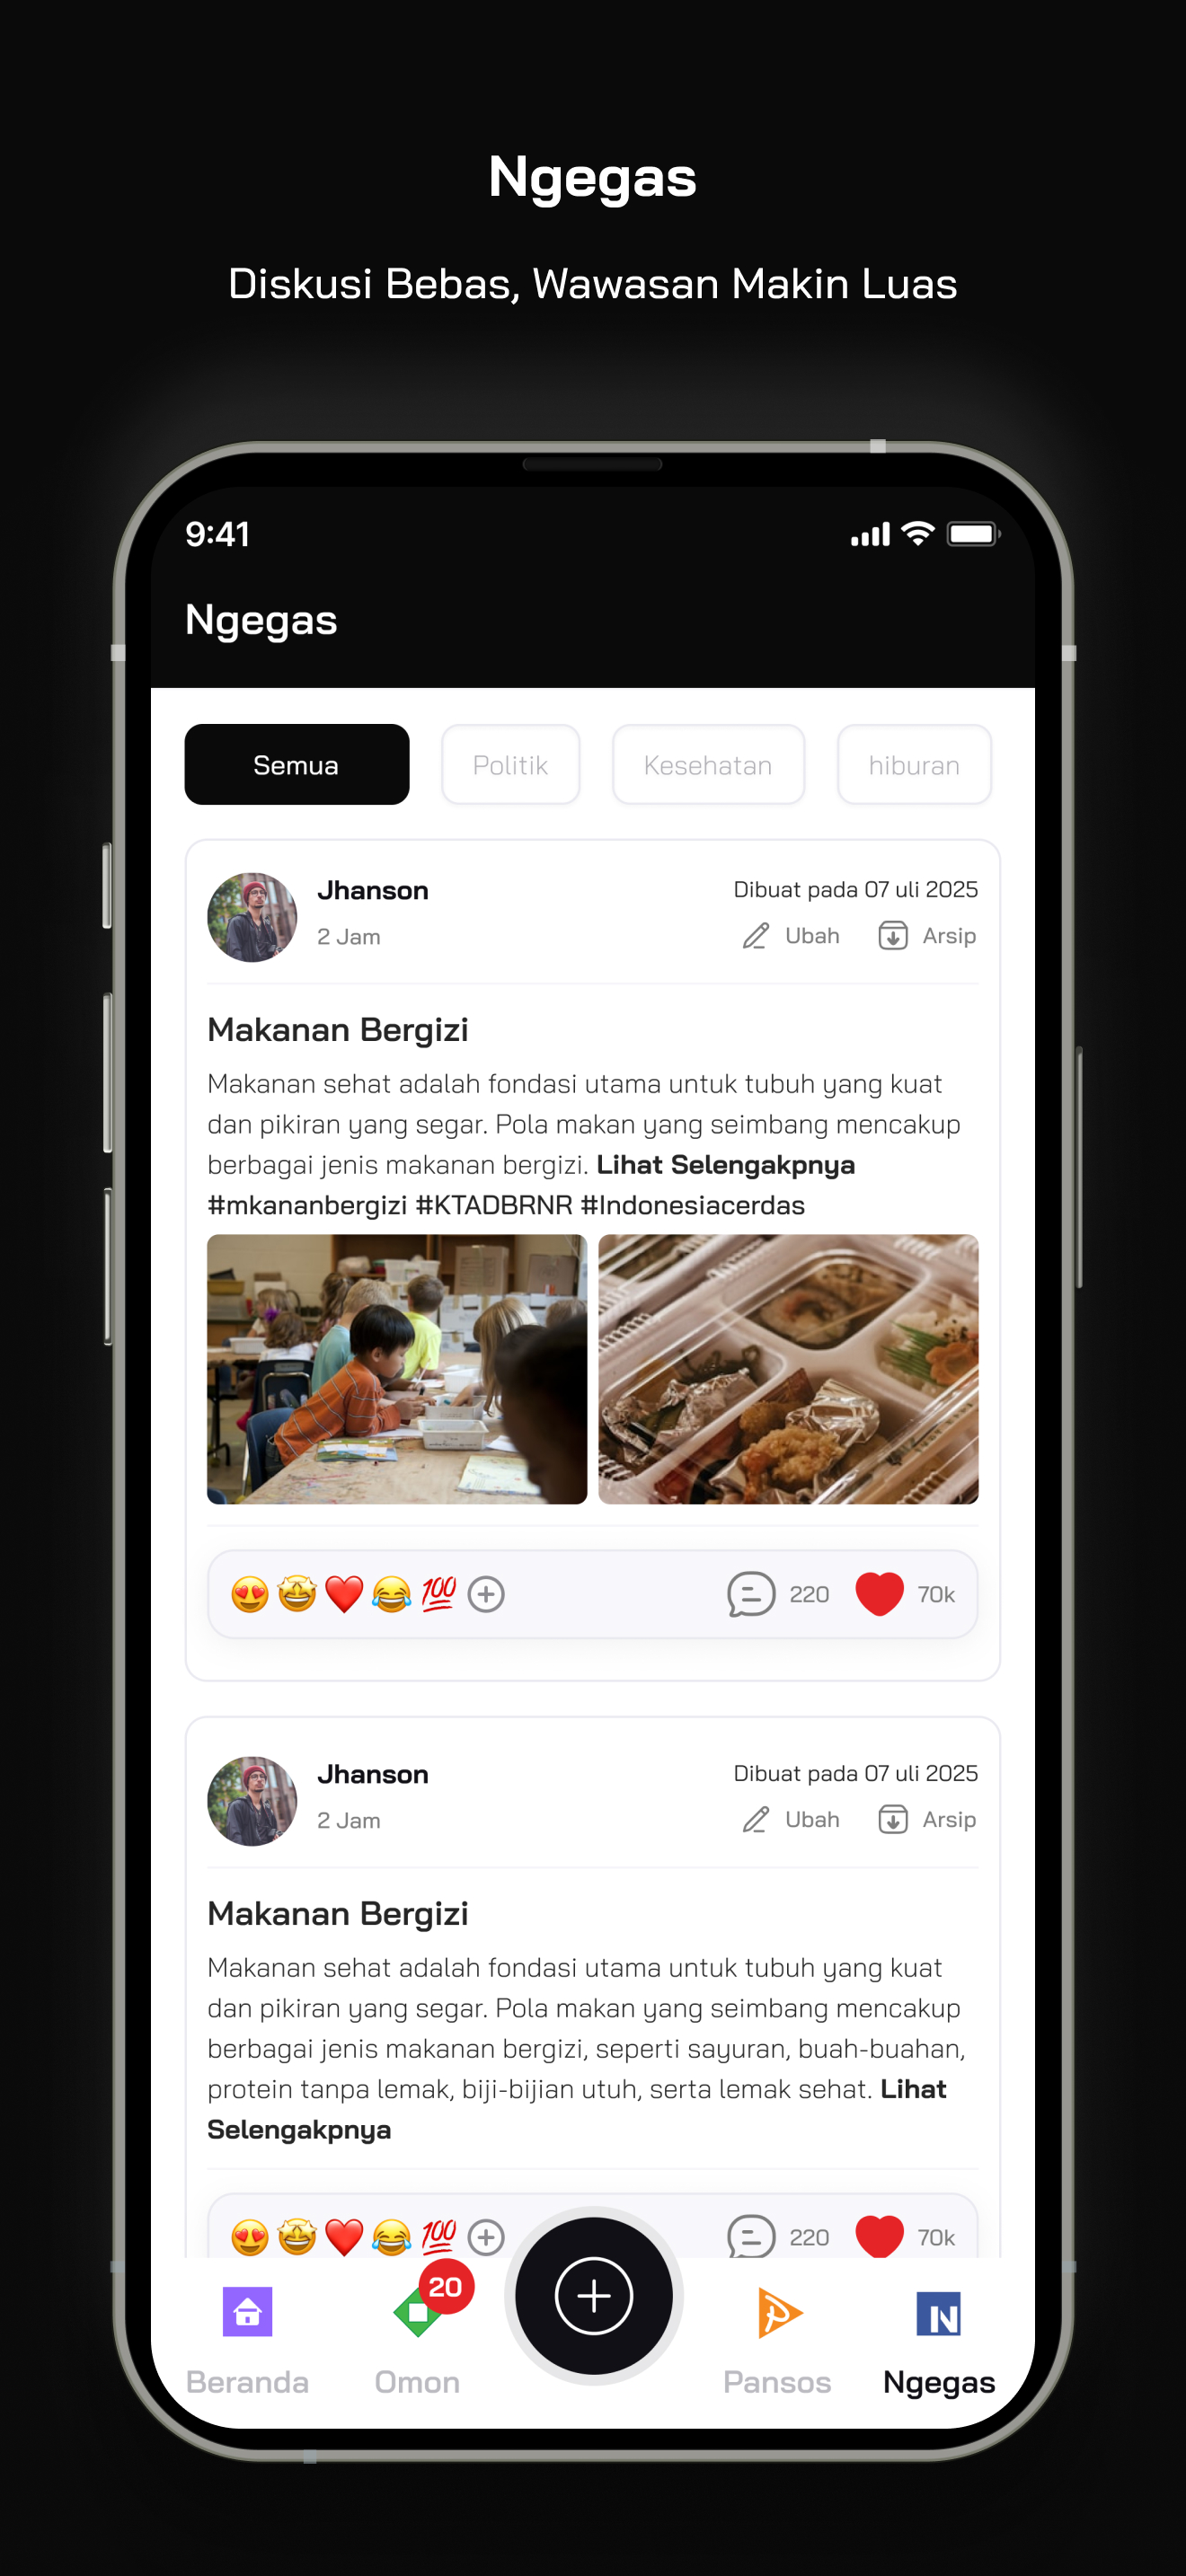 Ngegas
Diskusi Bebas, Wawasan Makin Luas
9:41
Ngegas
Semua
Politik
Kesehatan
hiburan
Jhanson
Dibuat pada 07 uli 2025
2 Jam
Ubah
Arsip
Makanan Bergizi
Makanan sehat adalah fondasi utama untuk tubuh yang kuat
dan pikiran yang segar. Pola makan yang seimbang mencakup
berbagai jenis makanan bergizi. Lihat Selengakpnya
#mkananbergizi #KTADBRNR #Indonesiacerdas
😍🤩❤️😂💯
220
70k
Jhanson
Dibuat pada 07 uli 2025
2 Jam
Ubah
Arsip
Makanan Bergizi
Makanan sehat adalah fondasi utama untuk tubuh yang kuat
dan pikiran yang segar. Pola makan yang seimbang mencakup
berbagai jenis makanan bergizi, seperti sayuran, buah-buahan,
protein tanpa lemak, biji-bijian utuh, serta lemak sehat. Lihat
Selengakpnya
😍🤩❤️😂💯
220
70k
20
Beranda
Omon
Pansos
Ngegas